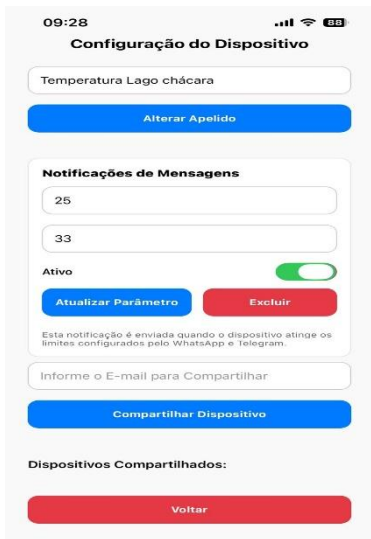 09:28
88
Configuração do Dispositivo
Temperatura Lago chácara
Alterar Apelido
Notificações de Mensagens
25
33
Ativo
Atualizar Parâmetro Excluir
Esta notificação é enviada quando o dispositivo atinge os
limites configurados pelo WhatsApp e Telegram.
Informe o E-mail para Compartilhar
Compartilhar Dispositivo
Dispositivos Compartilhados:
Voltar